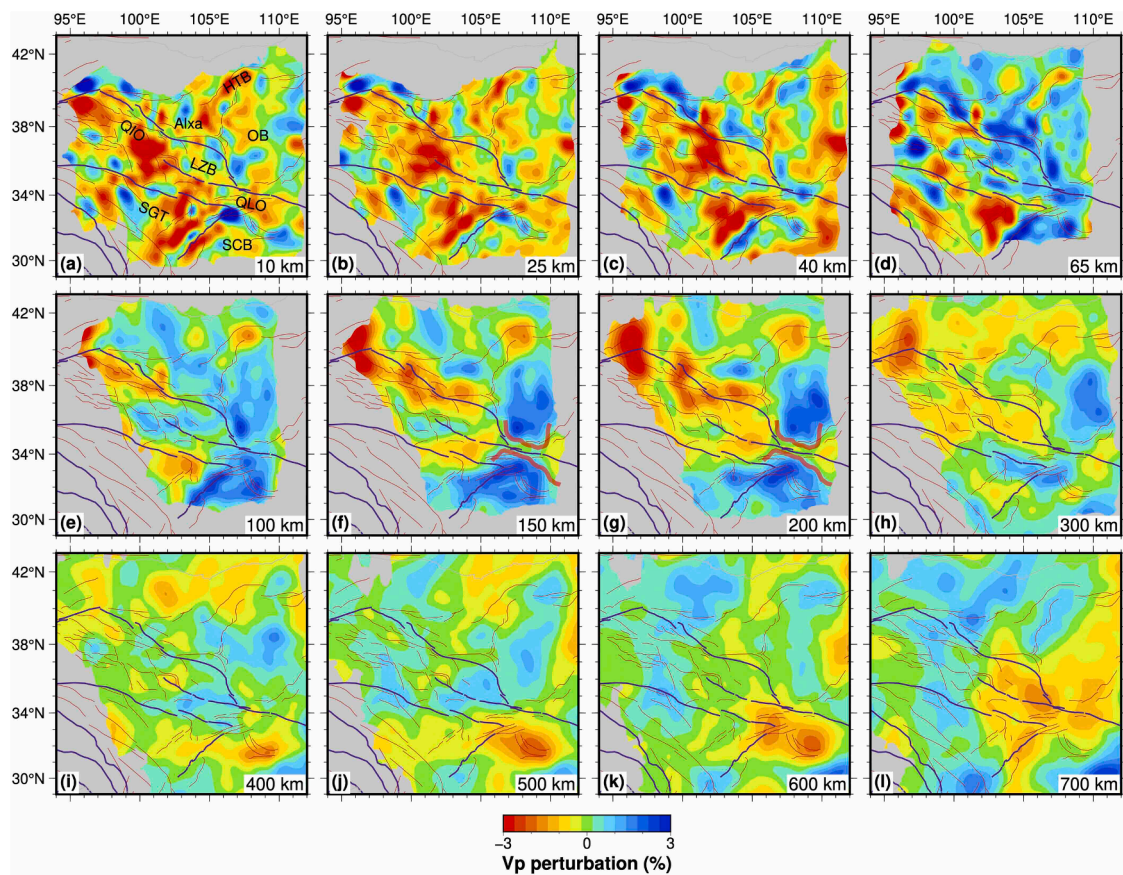 95°E 100°E 105°E 110°E 95°E 100°E 105°E 110°E 95°E 100°E 105°E 110°E 95°E 100°E 105°E 110°E
42°N
38°N
34°N
30°N
HTB
Alxa
QIO
OB
LZB
QLO
SGT
SCB
(a) 10 km
(b) 25 km
(c) 40 km
(d) 65 km
42°N
38°N
34°N
30°N
(e) 100 km
(f) 150 km
(g) 200 km
(h) 300 km
42°N
38°N
34°N
30°N
(i) 400 km
(j) 500 km
(k) 600 km
(l) 700 km
−3 0 3
Vp perturbation (%)